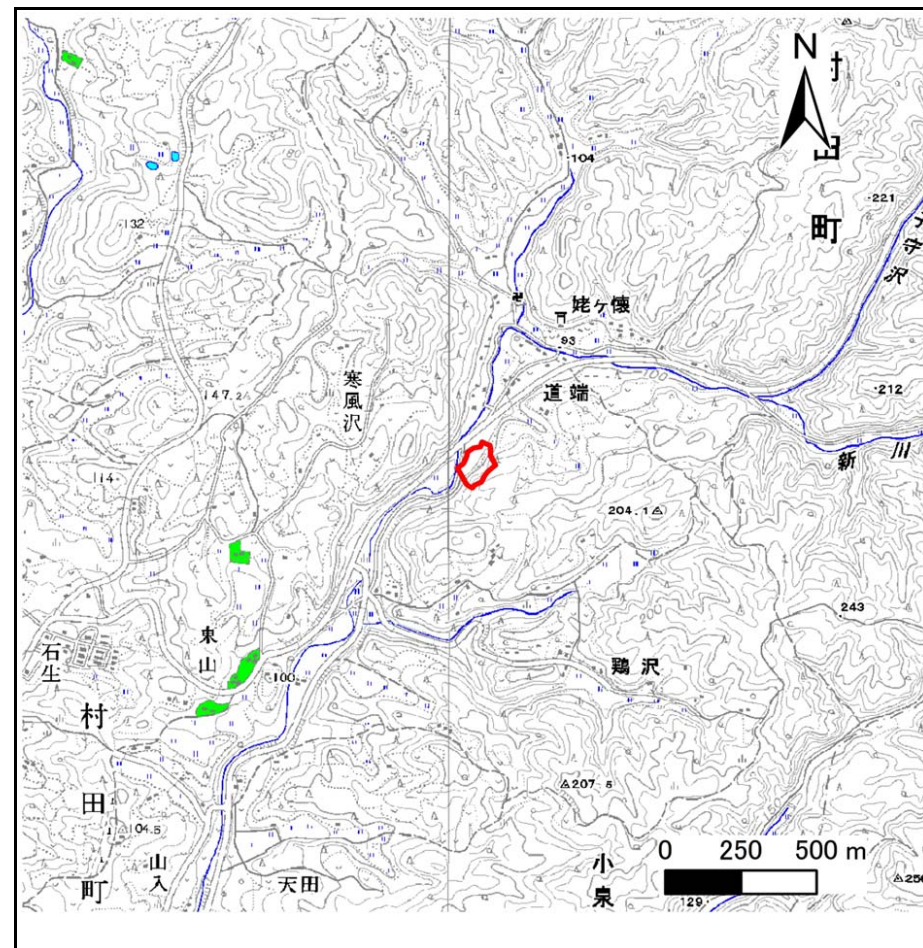 N
村
田
町
·104
·221
132
姥ヶ懐
93
寒風沢
道端
147.2
·212
新川
114·
204.1
東山
243
石生
鶏沢
·100
村
田
町
207.5
104.5
山入
天田
小泉
0 250 500 m
129·